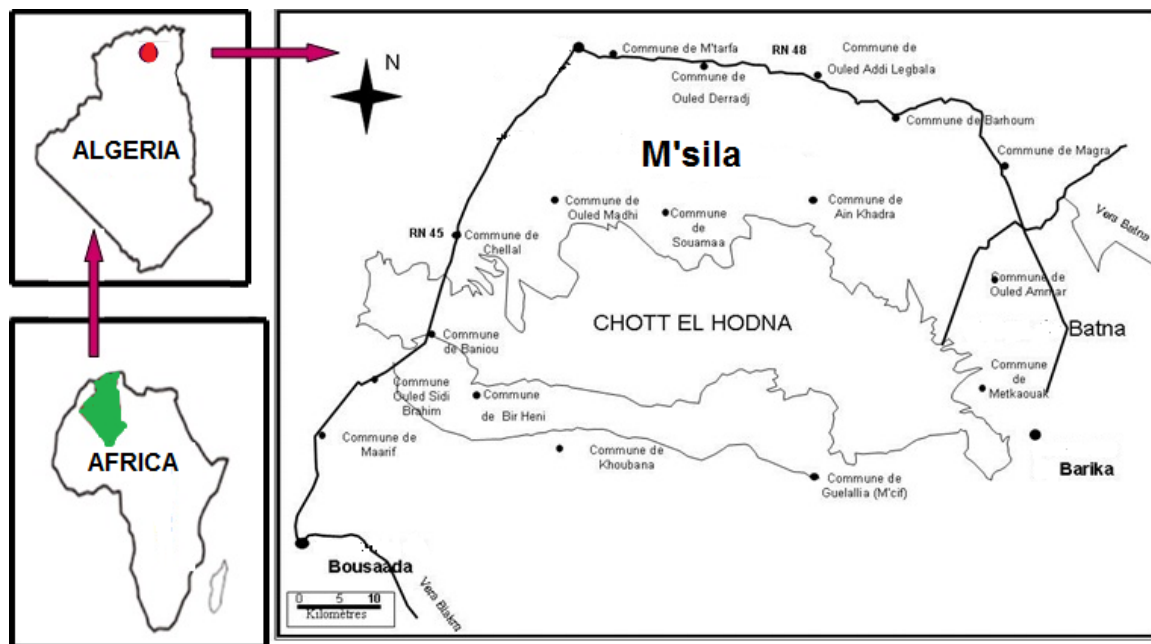 ALGERIA
AFRICA
N
Commune de M'tarfa
RN 48
Commune de
Ouled Addi Legbala
Commune de
Ouled Derradj
Commune de Barhoum
M'sila
Commune de Magra
Commune de
Ouled Madhi
Commune
de
Souamaa
Commune de
Ain Khadra
Vers Batna
RN 45
Commune de
Chellal
Commune de
Ouled Ammar
CHOTT EL HODNA
Batna
Commune
de Baniou
Commune
de
Metkaouak
Commune
Ouled Sidi
Brahim
Commune
de Bir Heni
Commune de
Maarif
Commune de
Khoubana
Barika
Commune de
Guelallia (M'cif)
Bousaada
Vers Biskra
0 5 10
Kilomètres